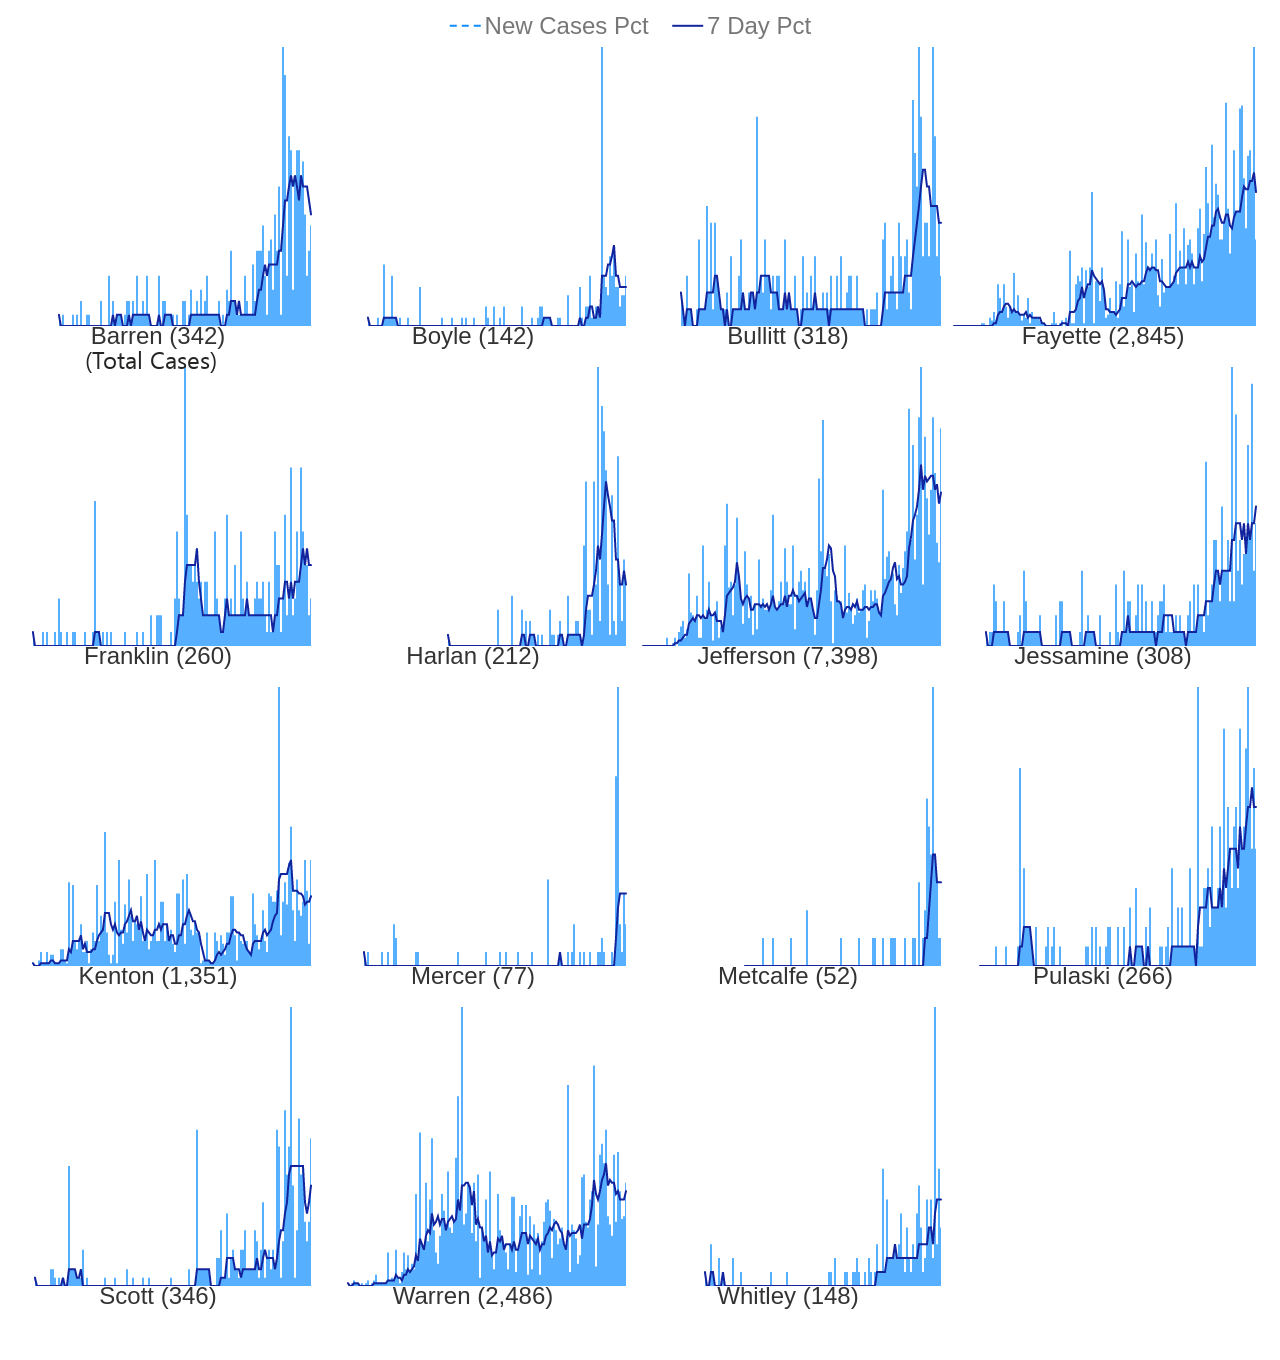 New Cases Pct 7 Day Pct
Barren (342) Boyle (142) Bullitt (318) Fayette (2,845)
(Total Cases)
Franklin (260) Harlan (212) Jefferson (7,398) Jessamine (308)
Kenton (1,351) Mercer (77) Metcalfe (52) Pulaski (266)
Scott (346) Warren (2,486) Whitley (148)